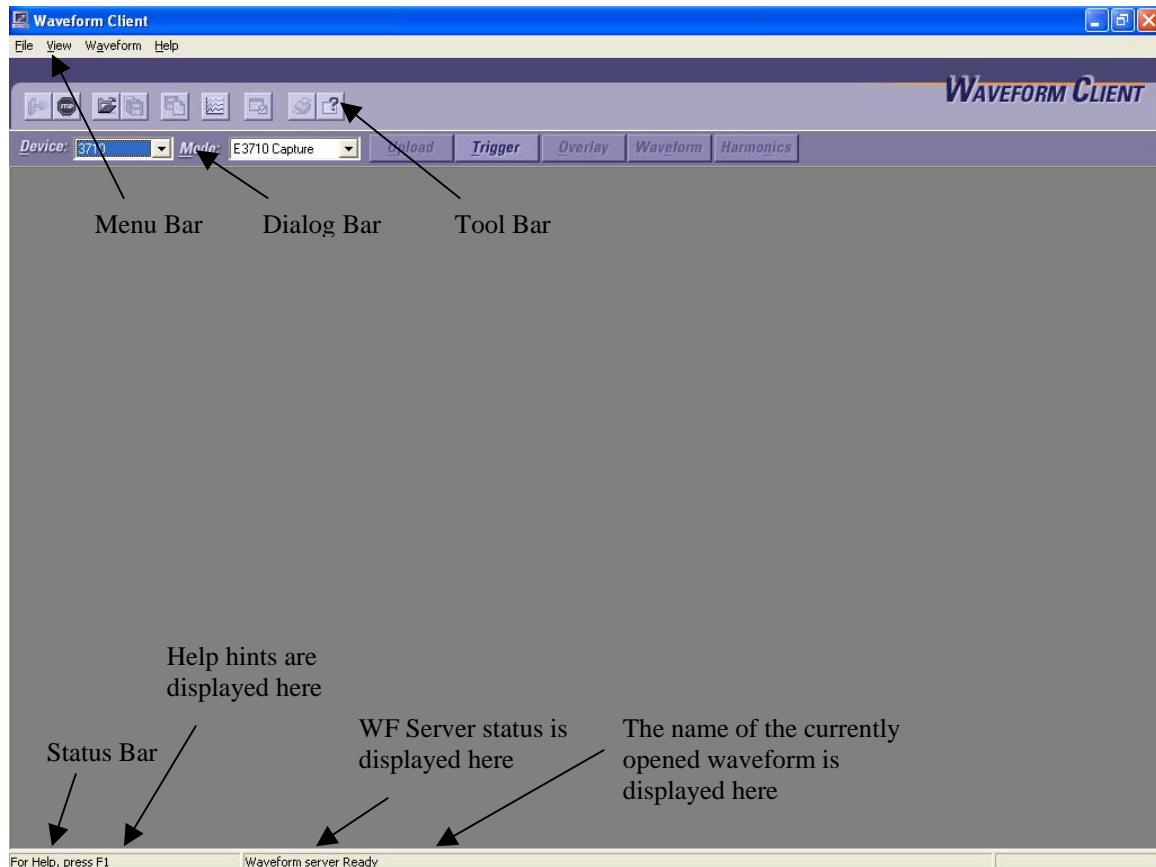 Waveform Client
File View Waveform Help
WAVEFORM CLIENT
STOP
Device: 3710 Mode: E3710 Capture Upload Trigger Overlay Waveform Harmonics
Menu Bar Dialog Bar Tool Bar
Help hints are
displayed here
Status Bar
WF Server status is
displayed here
The name of the currently
opened waveform is
displayed here
For Help, press F1 Waveform server Ready